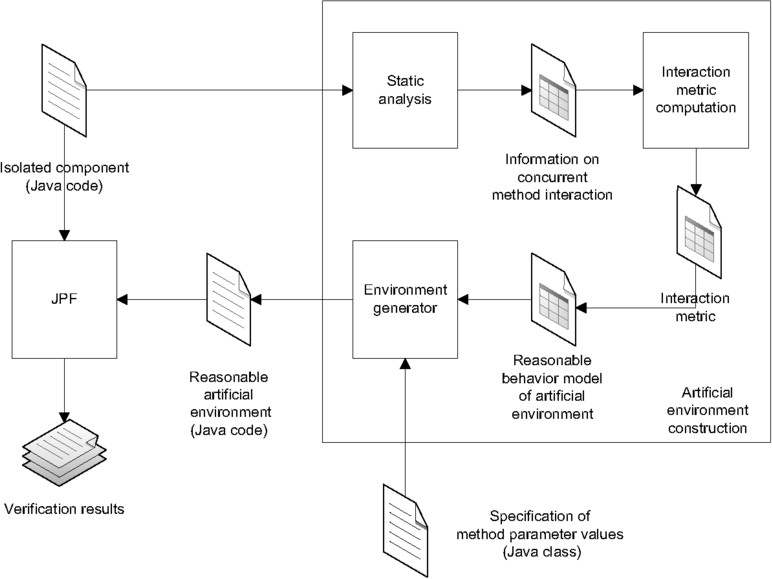 Static
analysis
Interaction
metric
computation
Isolated component
(Java code)
Information on
concurrent
method interaction
JPF
Environment
generator
Interaction
metric
Reasonable
artificial
environment
(Java code)
Reasonable
behavior model
of artificial
environment
Artificial
environment
construction
Verification results
Specification of
method parameter values
(Java class)